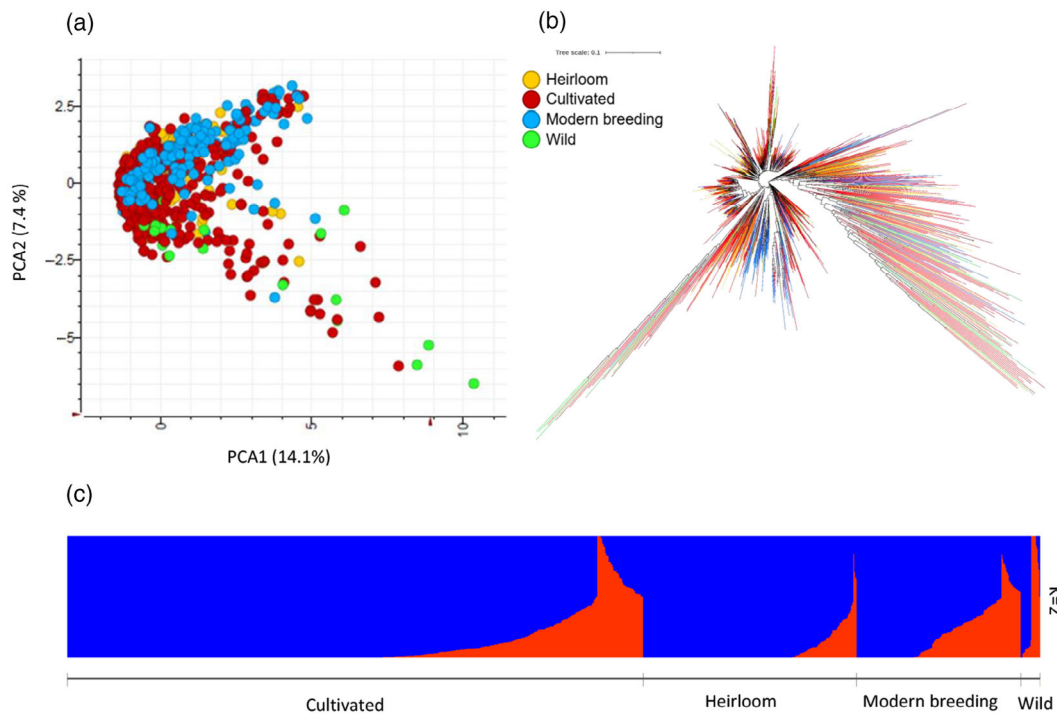 (a)
2.5
0
−2.5
−5
0
5
10
PCA2 (7.4 %)
PCA1 (14.1%)
(b)
Tree scale: 0.1
Heirloom
Cultivated
Modern breeding
Wild
(c)
K=2
Cultivated
Heirloom
Modern breeding
Wild